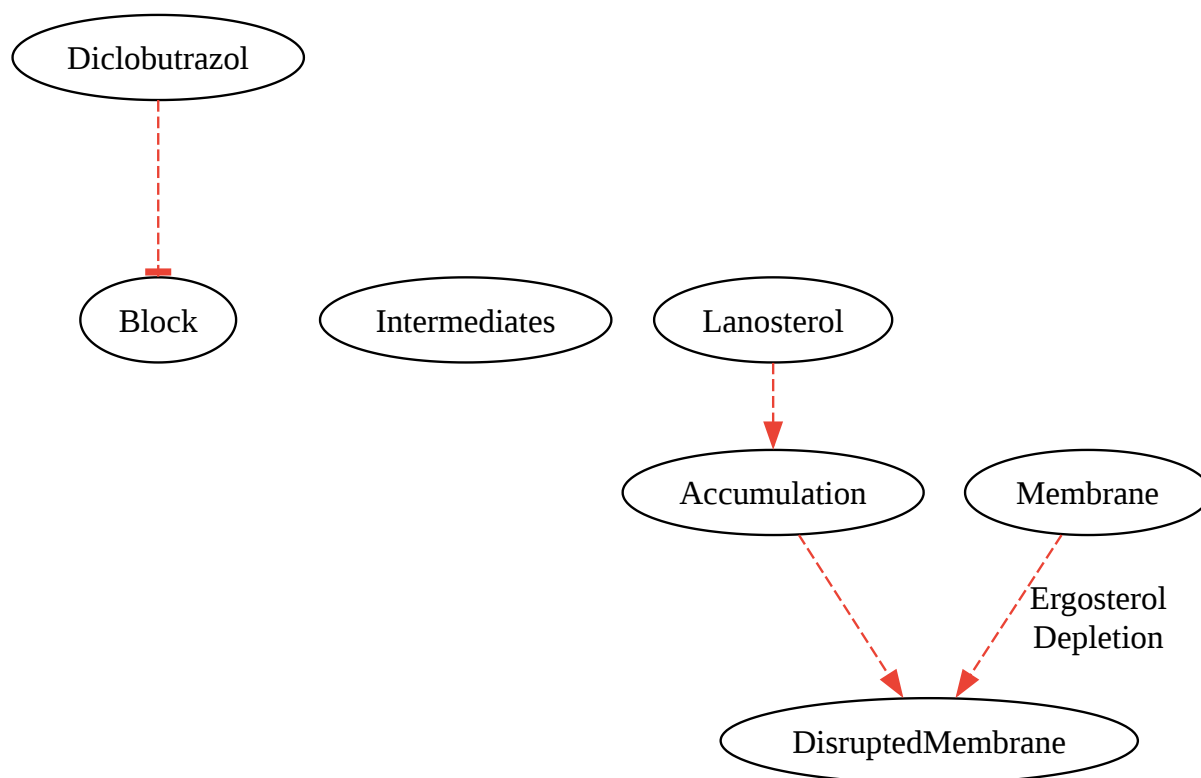 Diclobutrazol
Block
Intermediates
Lanosterol
Accumulation
Membrane
Ergosterol
Depletion
DisruptedMembrane